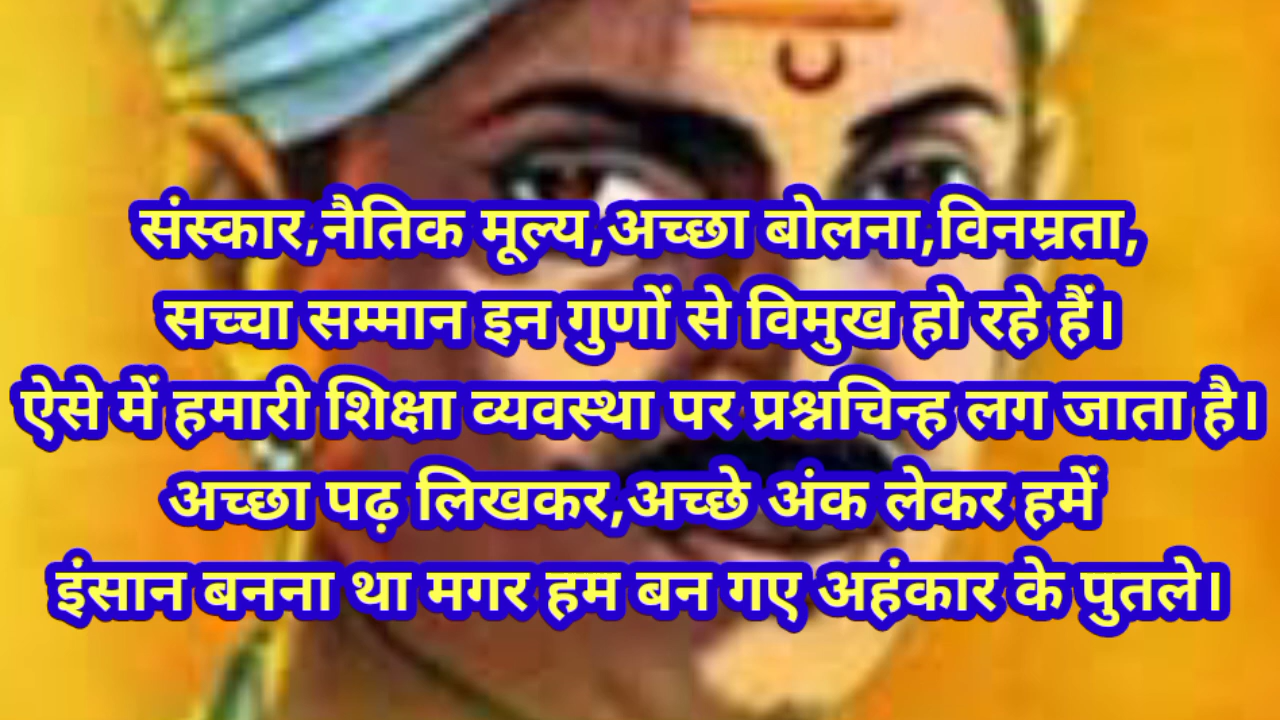 संस्कार,नैतिक मूल्य,अच्छा बोलना,विनम्रता,
सच्चा सम्मान इन गुणों से विमुख हो रहे हैं।
ऐसे में हमारी शिक्षा व्यवस्था पर प्रश्नचिन्ह लग जाता है।
अच्छा पढ़ लिखकर,अच्छे अंक लेकर हमें
इंसान बनना था मगर हम बन गए अहंकार के पुतले।